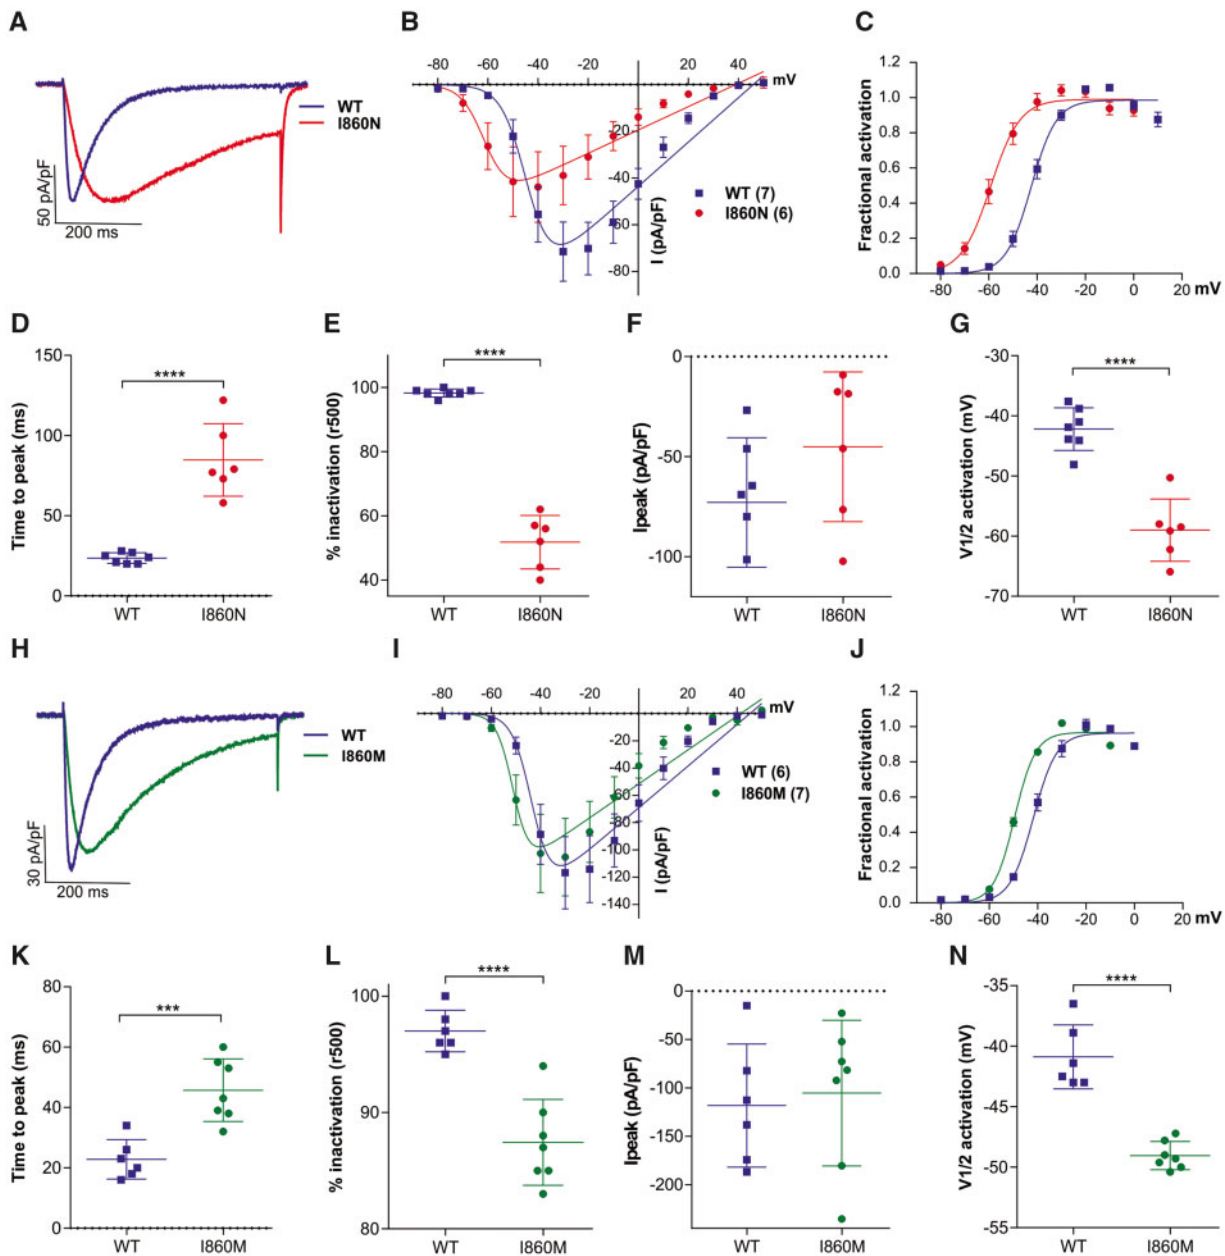 A
WT
I860N
50 pA/pF
200 ms
B
-80 -60 -40 -20 20 40 mV
-20
-40
-60
-80
I (pA/pF)
WT (7)
I860N (6)
C
Fractional activation
1.2
1.0
0.8
0.6
0.4
0.2
0.0
-80 -60 -40 -20 0 20 mV
D
Time to peak (ms)
150
100
50
0
****
WT I860N
E
% inactivation (r500)
100
80
60
40
****
WT I860N
F
Ipeak (pA/pF)
0
-50
-100
WT I860N
G
V1/2 activation (mV)
-30
-40
-50
-60
-70
****
WT I860N
H
WT
I860M
30 pA/pF
200 ms
I
-80 -60 -40 -20 20 40 mV
-20
-40
-60
-80
-100
-120
-140
I (pA/pF)
WT (6)
I860M (7)
J
Fractional activation
1.2
1.0
0.8
0.6
0.4
0.2
0.0
-80 -60 -40 -20 0 20 mV
K
Time to peak (ms)
80
60
40
20
0
***
WT I860M
L
% inactivation (r500)
100
90
80
****
WT I860M
M
Ipeak (pA/pF)
0
-50
-100
-150
-200
WT I860M
N
V1/2 activation (mV)
-35
-40
-45
-50
-55
****
WT I860M